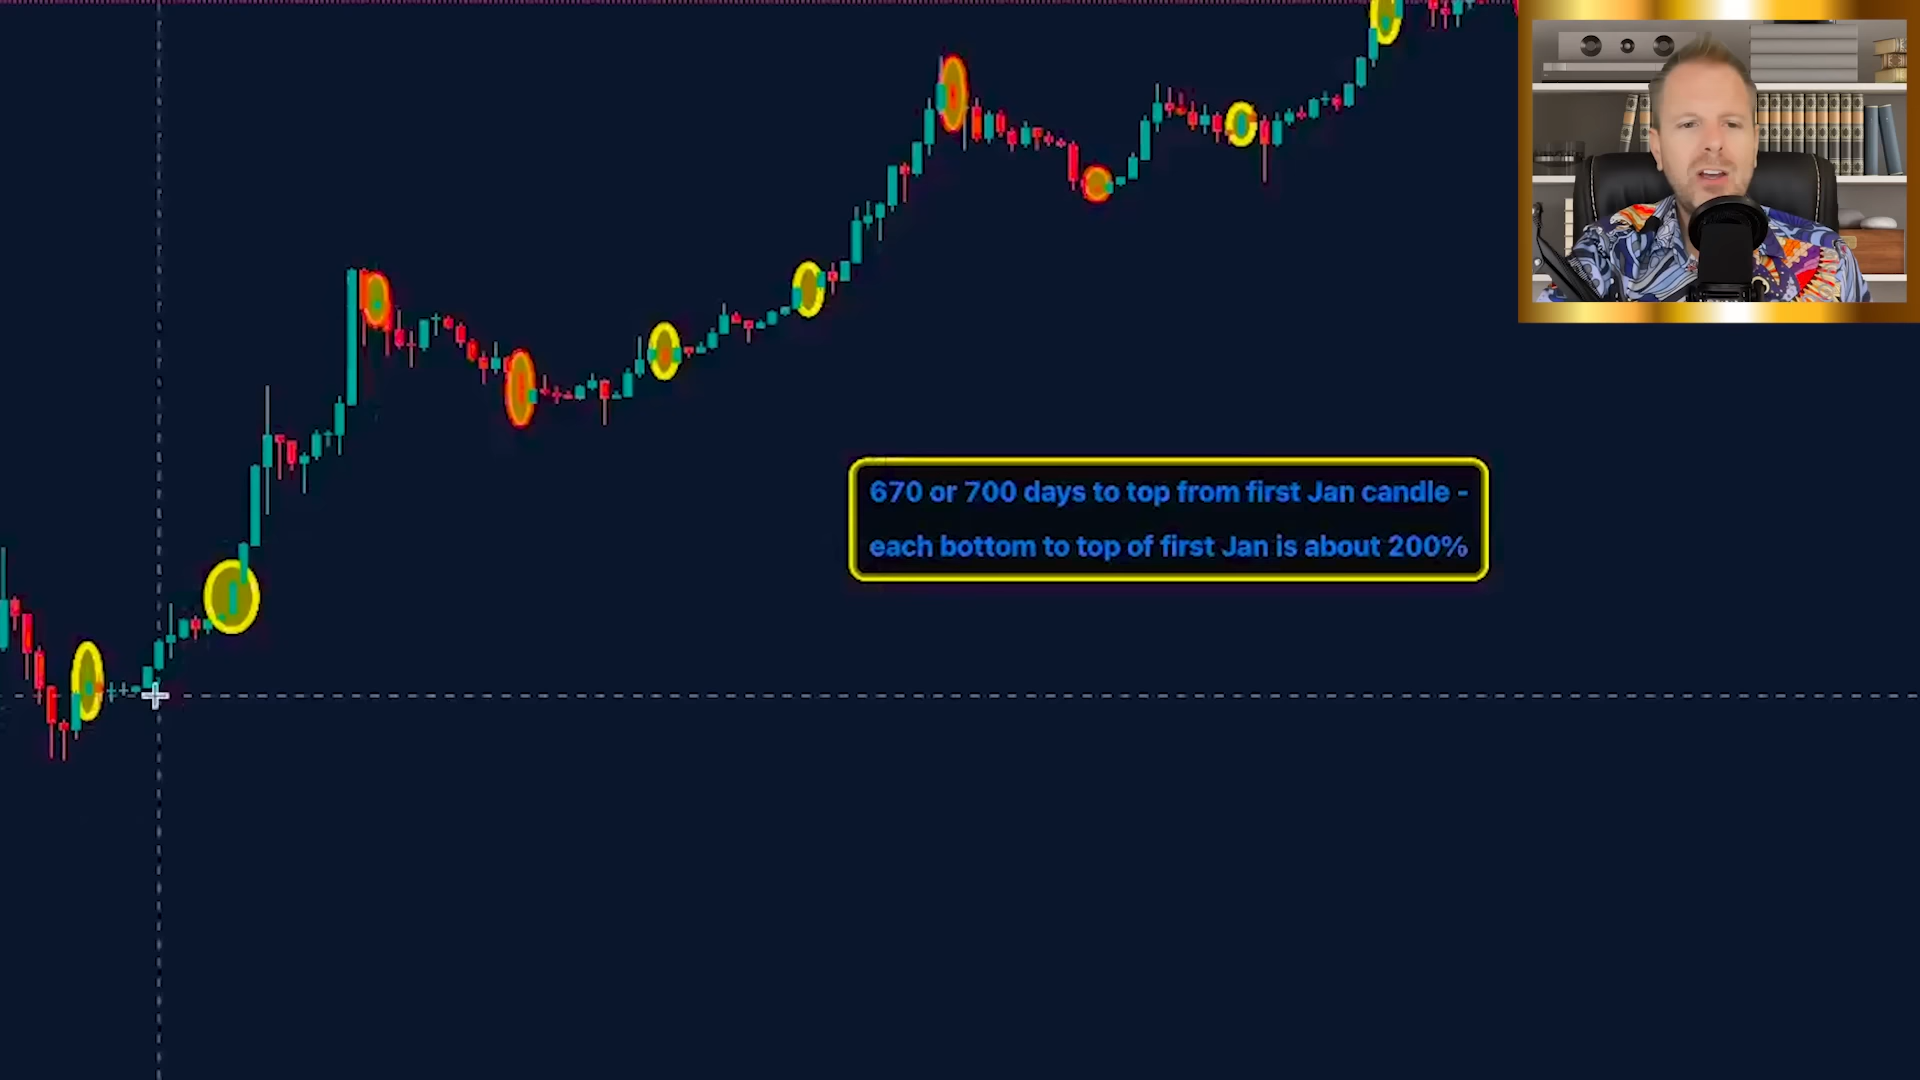 670 or 700 days to top from first Jan candle -
each bottom to top of first Jan is about 200%